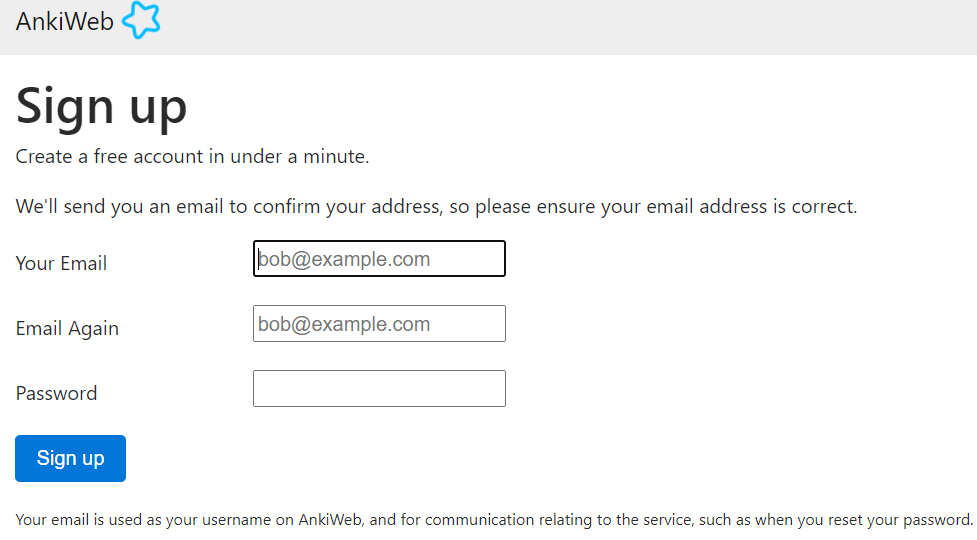 AnkiWeb
Sign up
Create a free account in under a minute.
We'll send you an email to confirm your address, so please ensure your email address is correct.
Your Email bob@example.com
Email Again bob@example.com
Password
Sign up
Your email is used as your username on AnkiWeb, and for communication relating to the service, such as when you reset your password.